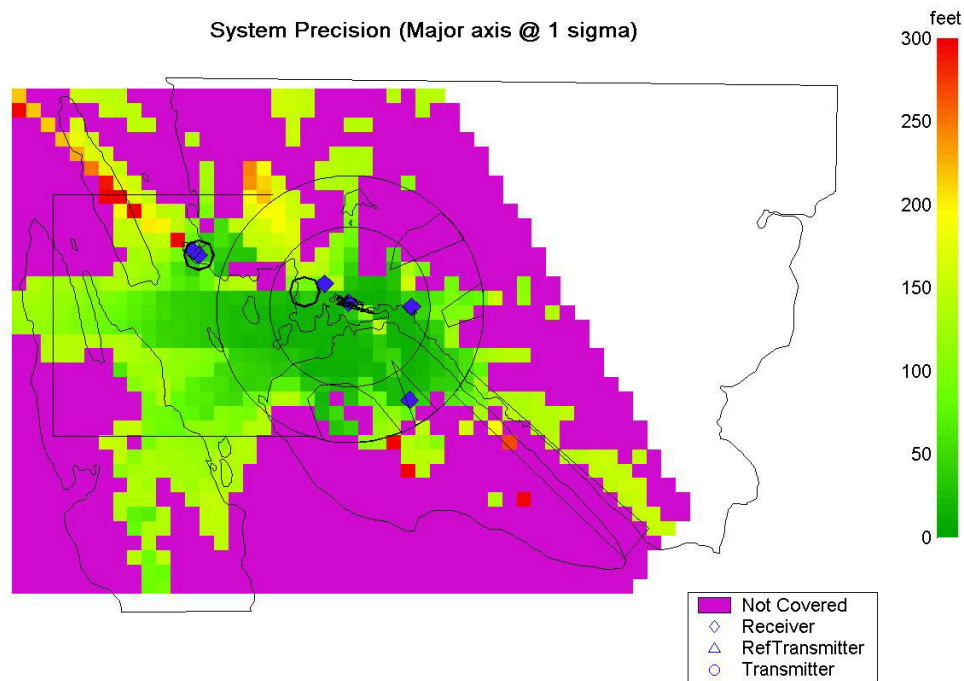 System Precision (Major axis @ 1 sigma)
feet
300
250
200
150
100
50
0
Not Covered
Receiver
RefTransmitter
Transmitter